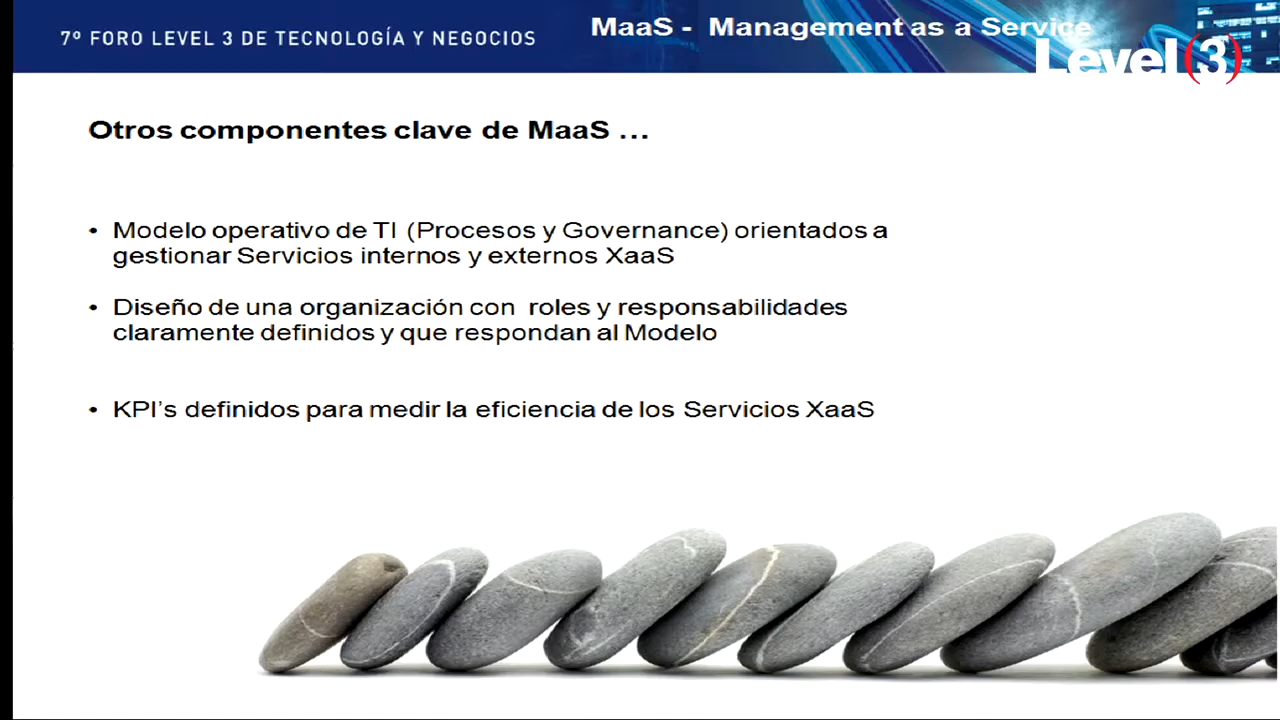 7º FORO LEVEL 3 DE TECNOLOGÍA Y NEGOCIOS
MaaS - Management as a Service
Level (3)
Otros componentes clave de MaaS …
• Modelo operativo de TI (Procesos y Governance) orientados a
gestionar Servicios internos y externos XaaS
• Diseño de una organización con roles y responsabilidades
claramente definidos y que respondan al Modelo
• KPI’s definidos para medir la eficiencia de los Servicios XaaS